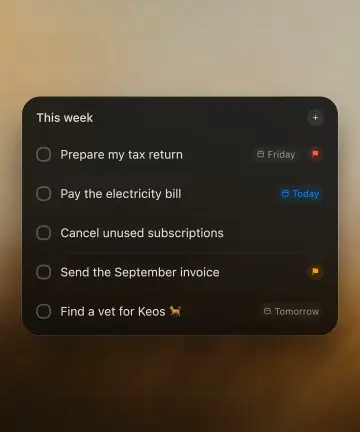 This week
+
Prepare my tax return Friday
Pay the electricity bill Today
Cancel unused subscriptions
Send the September invoice
Find a vet for Keos 🐕 Tomorrow